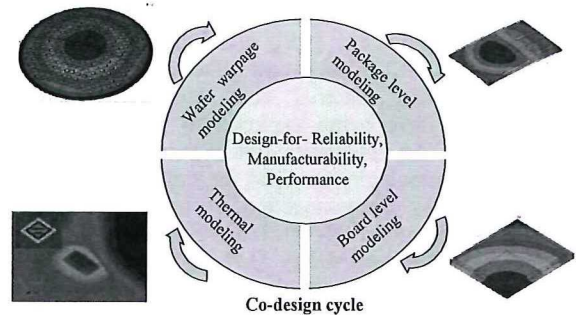 Wafer warpage
modeling
Package level
modeling
Design-for- Reliability,
Manufacturability,
Performance
Thermal
modeling
Board level
modeling
Co-design cycle